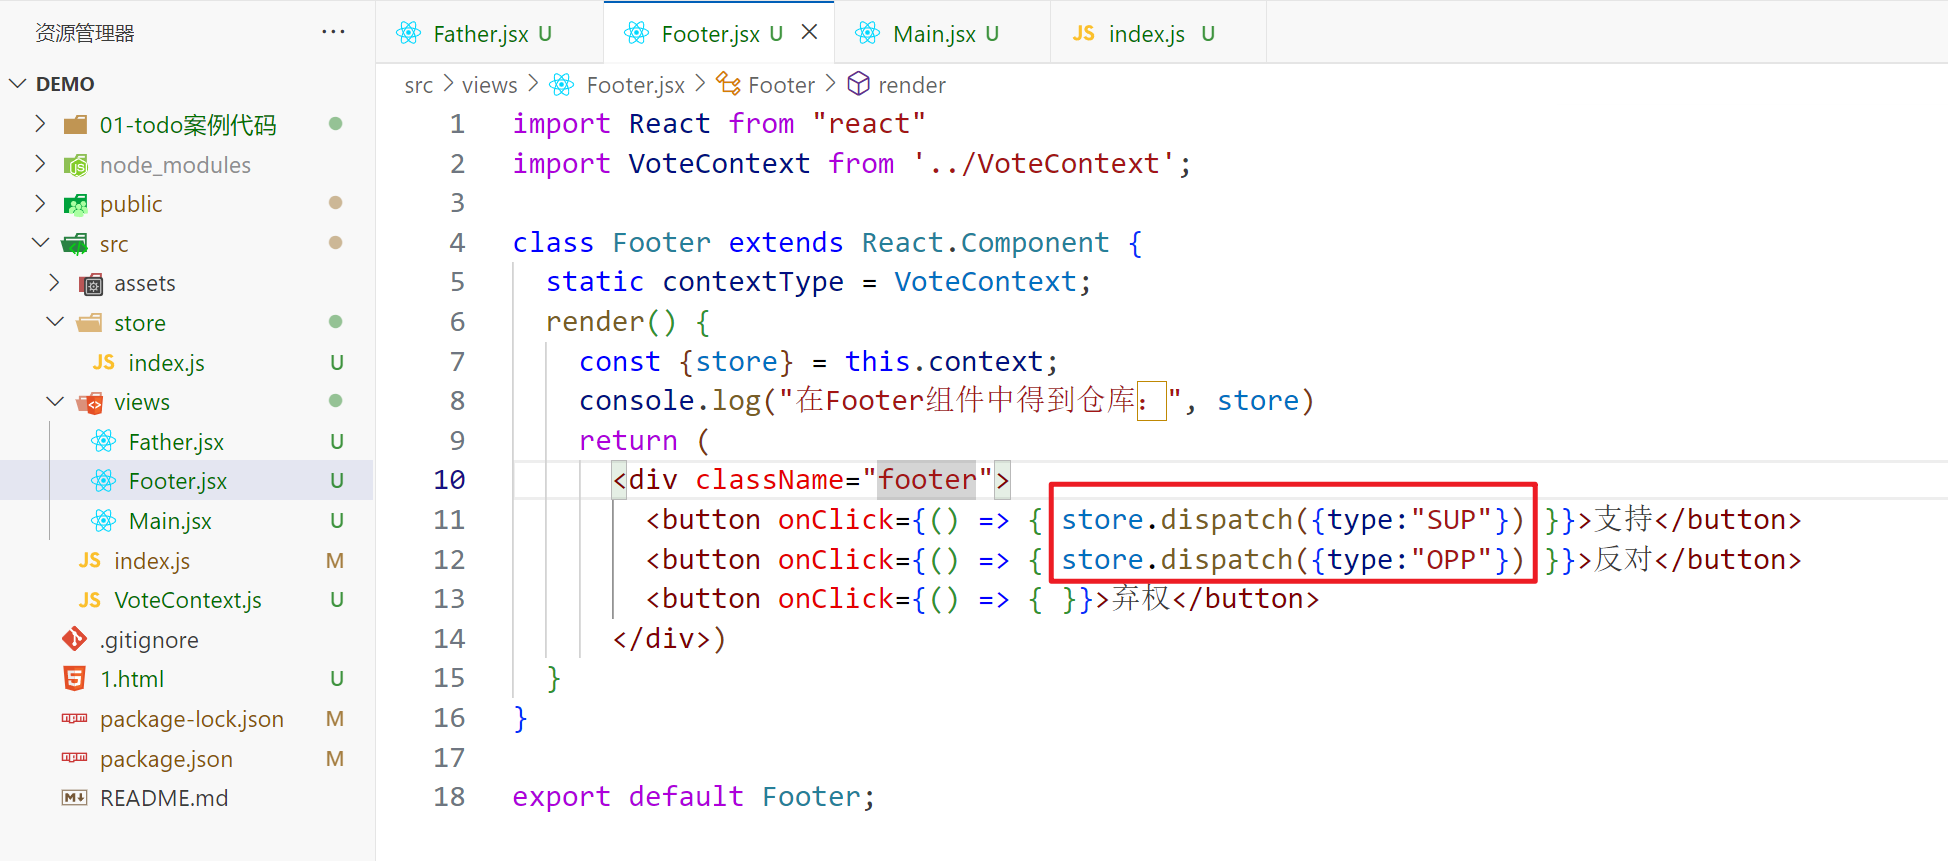 资源管理器 ···
DEMO
01-todo案例代码
node_modules
public
src
assets
store
JS index.js U
views
Father.jsx U
Footer.jsx U
Main.jsx U
JS index.js M
JS VoteContext.js U
.gitignore
1.html U
package-lock.json M
package.json M
README.md
Father.jsx U
Footer.jsx U
Main.jsx U
JS index.js U
src > views > Footer.jsx > Footer > render
1 import React from "react"
2 import VoteContext from '../VoteContext';
3
4 class Footer extends React.Component {
5 static contextType = VoteContext;
6 render() {
7 const {store} = this.context;
8 console.log("在Footer组件中得到仓库：", store)
9 return (
10 <div className="footer">
11 <button onClick={() => { store.dispatch({type:"SUP"}) }}>支持</button>
12 <button onClick={() => { store.dispatch({type:"OPP"}) }}>反对</button>
13 <button onClick={() => { }}>弃权</button>
14 </div>)
15 }
16 }
17
18 export default Footer;